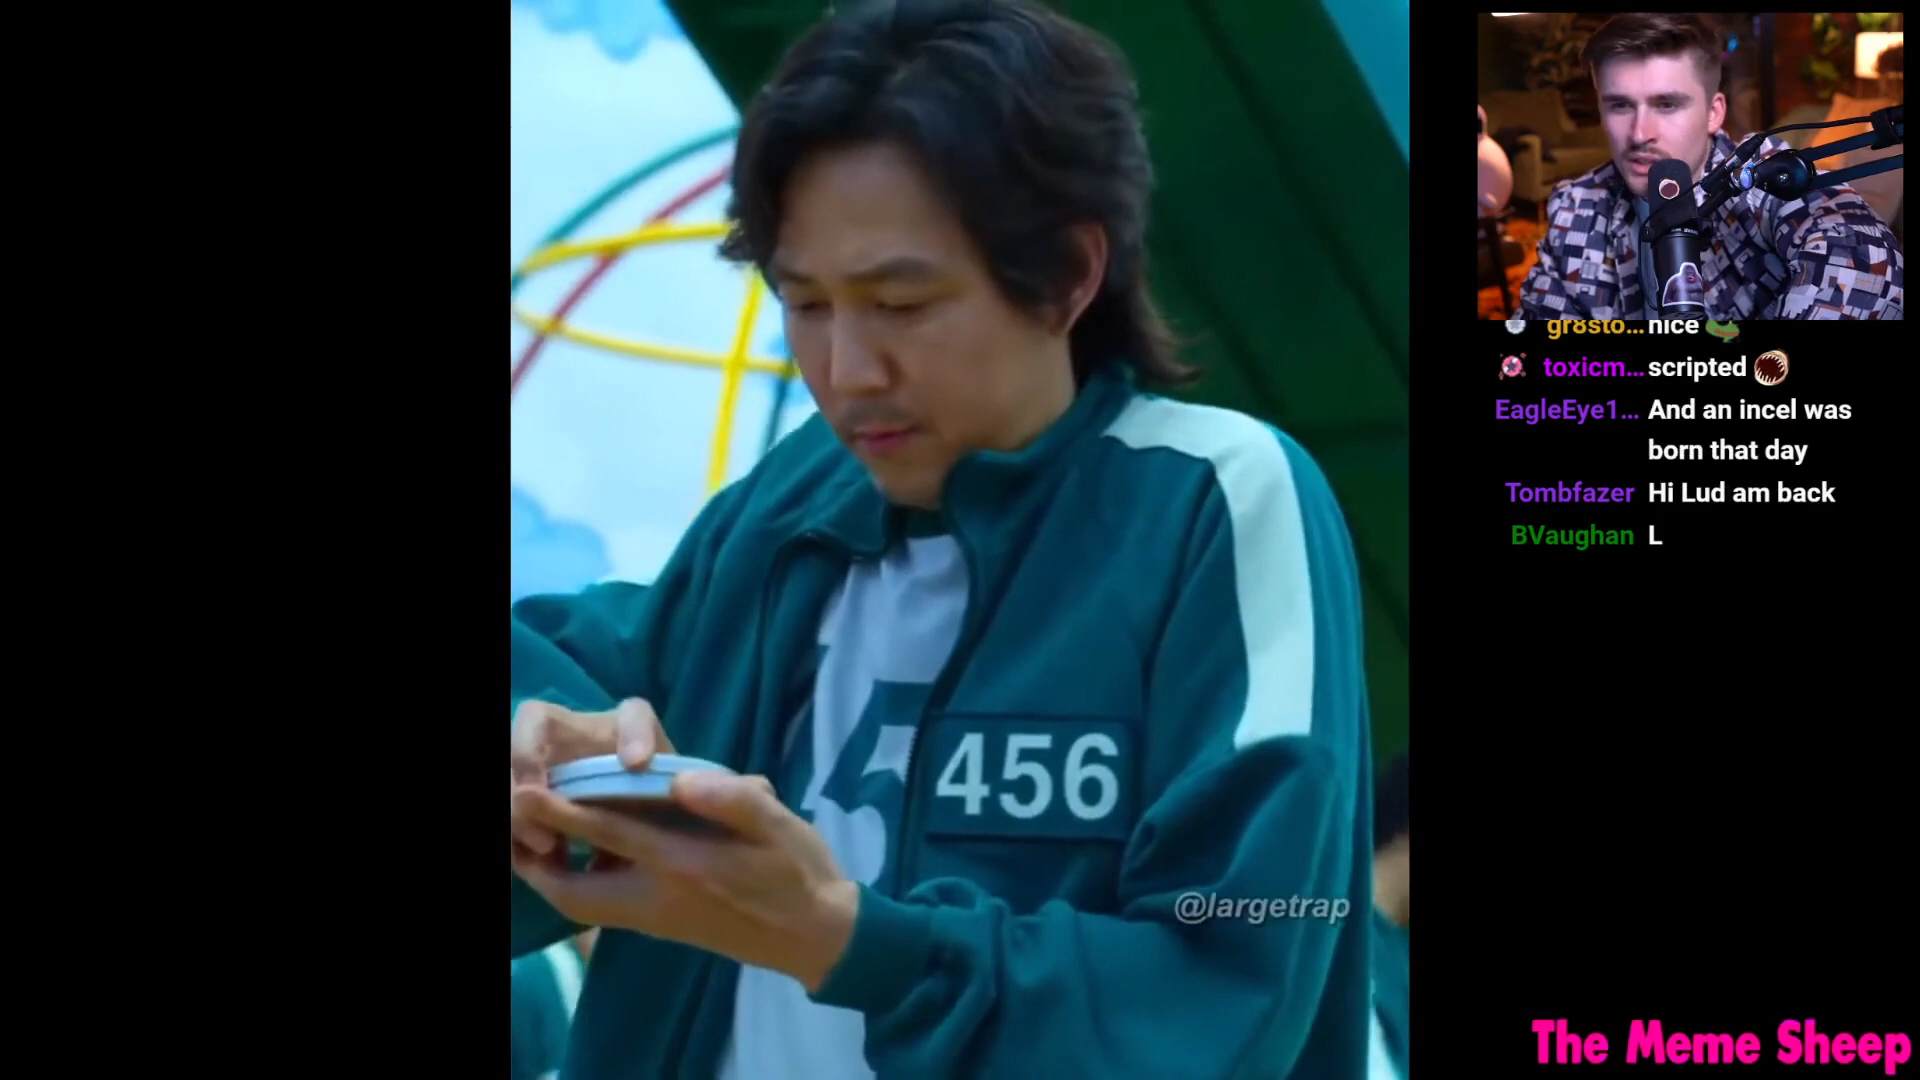 gr8sto... nice
toxicm... scripted
EagleEye1... And an incel was
born that day
Tombfazer Hi Lud am back
BVaughan L
456
@largetrap
The Meme Sheep